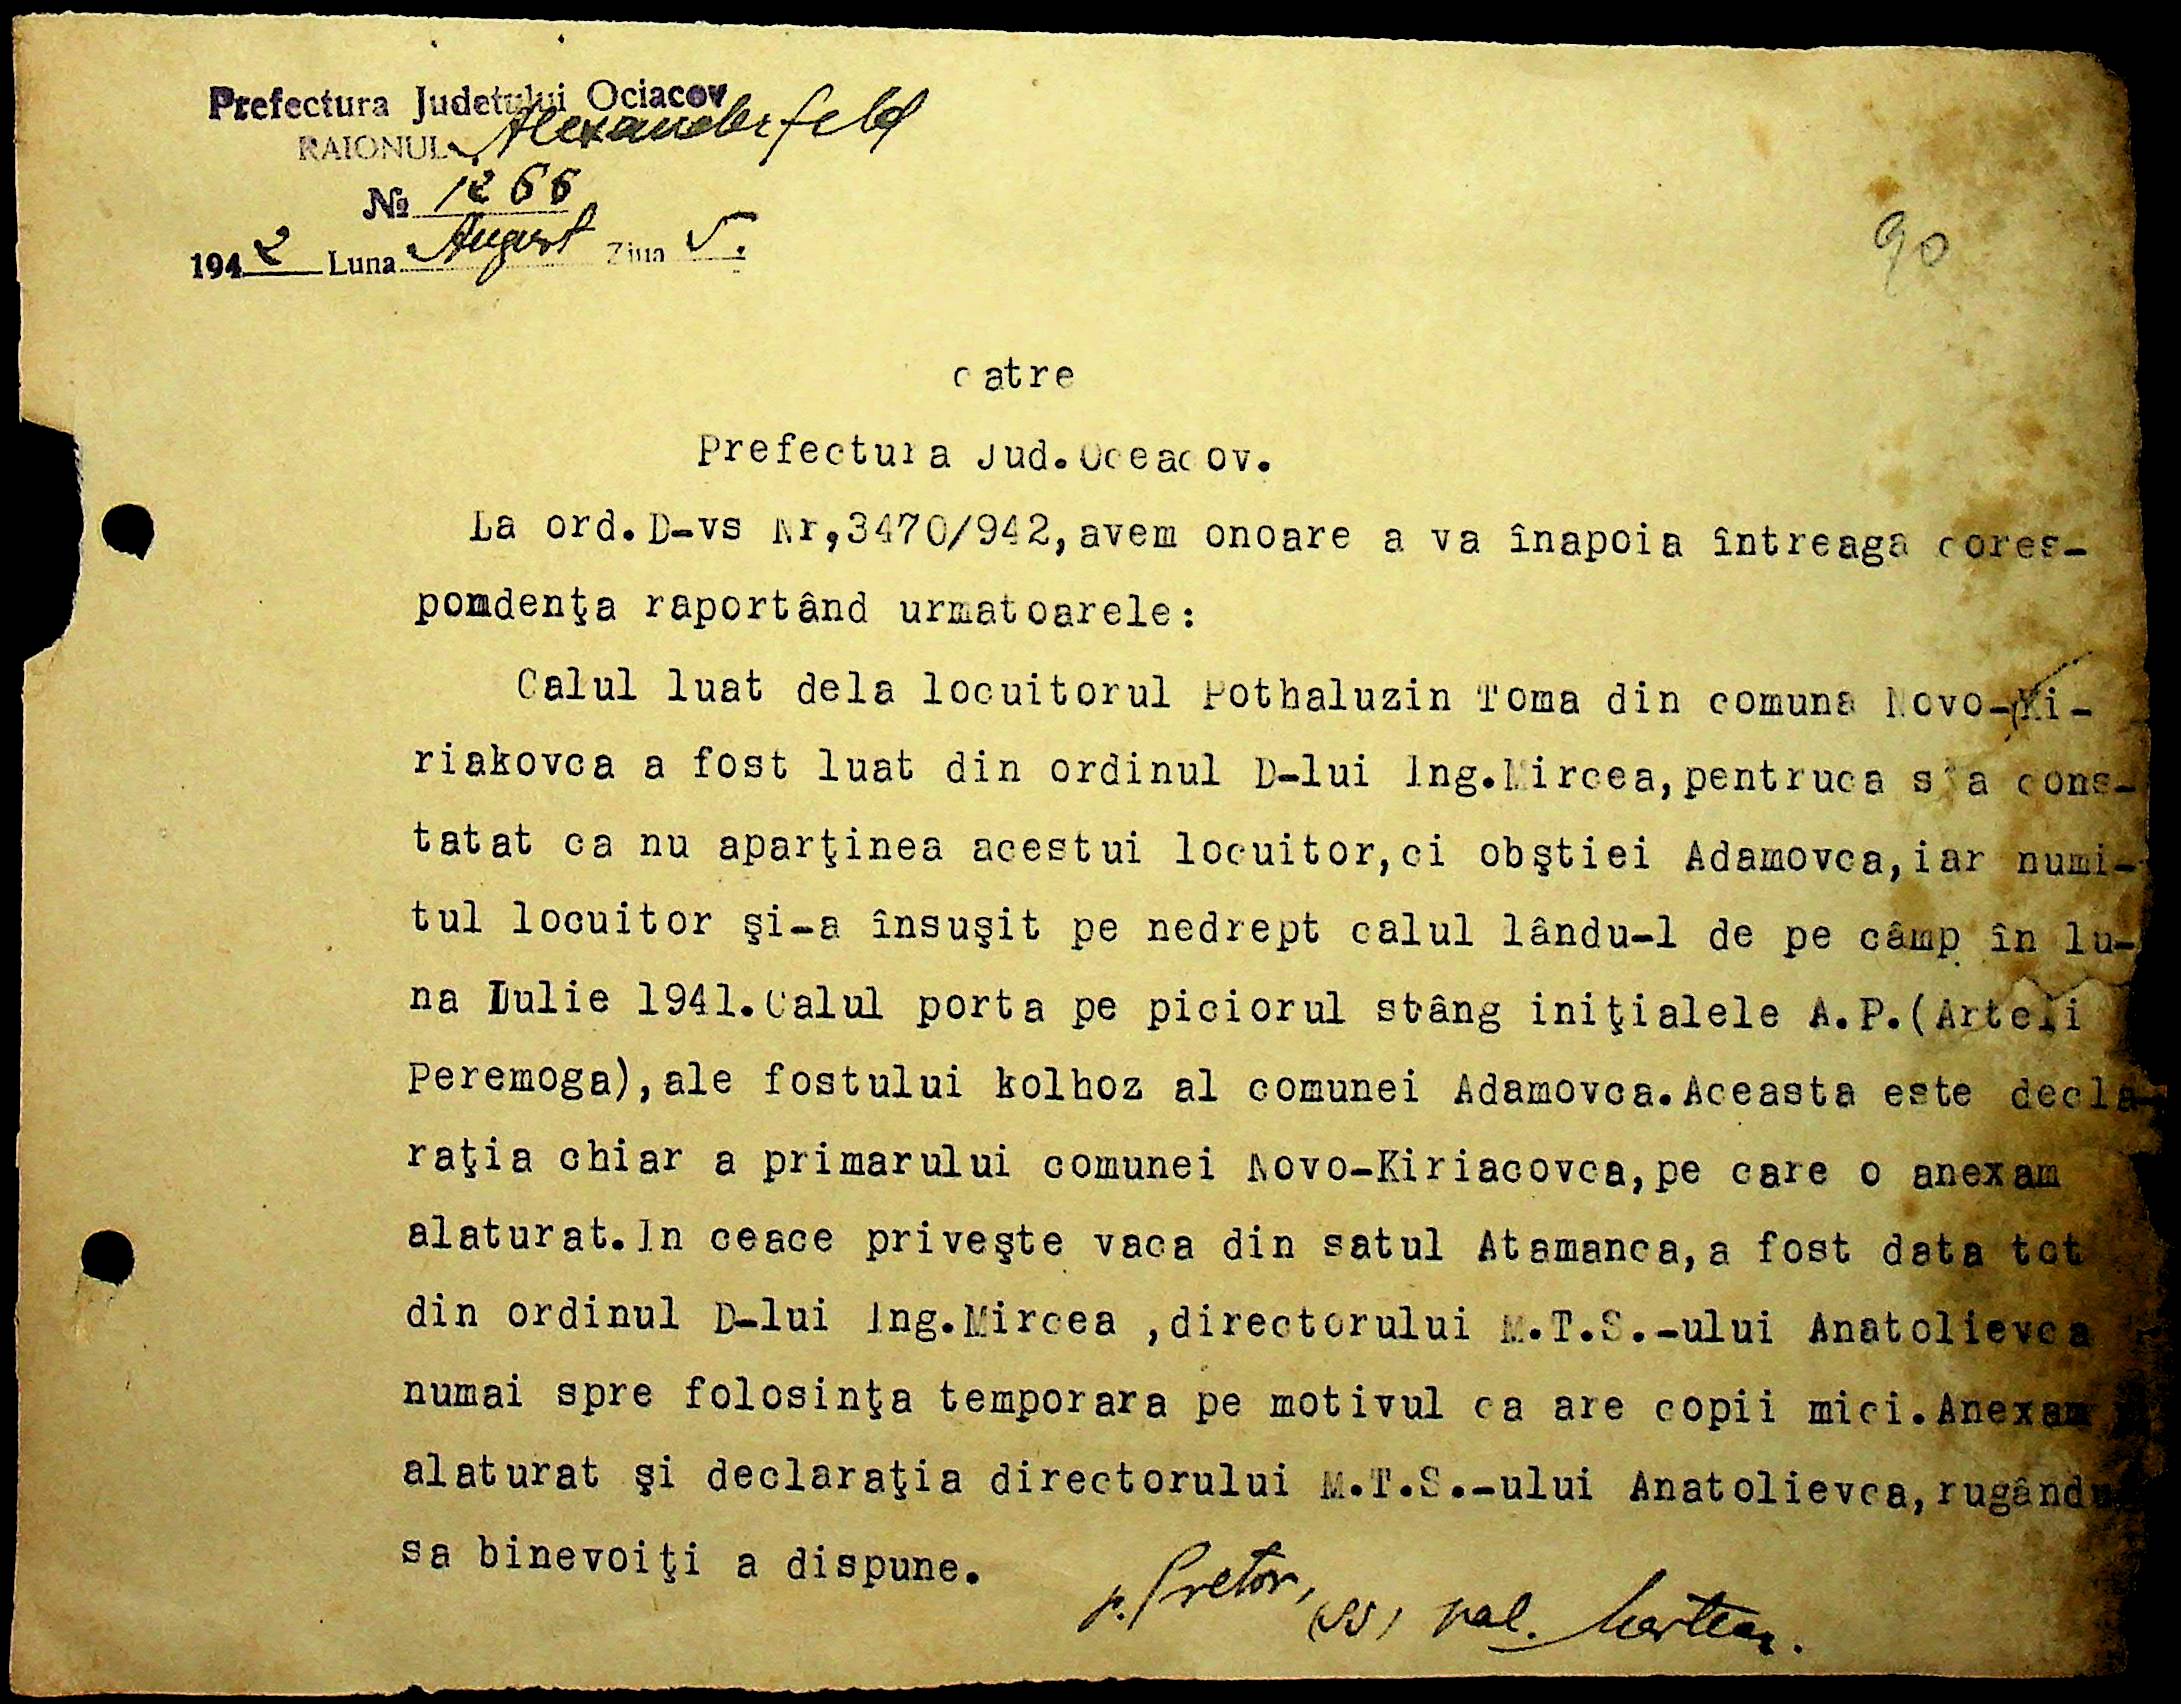 Prefectura Judetului Ociacov
RAIONUL Alexanderfeld
№ 1266
1942 Luna August Ziua 5.
90
catre
Prefectura Jud.Oceacov.
La ord.D-vs Nr,3470/942,avem onoare a va înapoia întreaga cores-
pomdenţa raportând urmatoarele:
Calul luat dela locuitorul Pothaluzin Toma din comuna Novo-Ki-
riakovca a fost luat din ordinul D-lui Ing.Mircea,pentruca s'a cons-
tatat ca nu aparţinea acestui locuitor,ci obştiei Adamovca,iar numi-
tul locuitor şi-a însuşit pe nedrept calul lându-l de pe câmp în lu-
na Iulie 1941.Calul porta pe piciorul stâng iniţialele A.P.(Arteli
Peremoga),ale fostului kolhoz al comunei Adamovca.Aceasta este decla-
raţia chiar a primarului comunei Novo-Kiriacovca,pe care o anexam
alaturat.In ceace priveşte vaca din satul Atamanca,a fost data tot
din ordinul D-lui Ing.Mircea ,directorului M.T.S.-ului Anatolievca
numai spre folosinţa temporara pe motivul ca are copii mici.Anexam
alaturat şi declaraţia directorului M.T.S.-ului Anatolievca,rugându
sa binevoiţi a dispune.
p. Pretor, (ss)